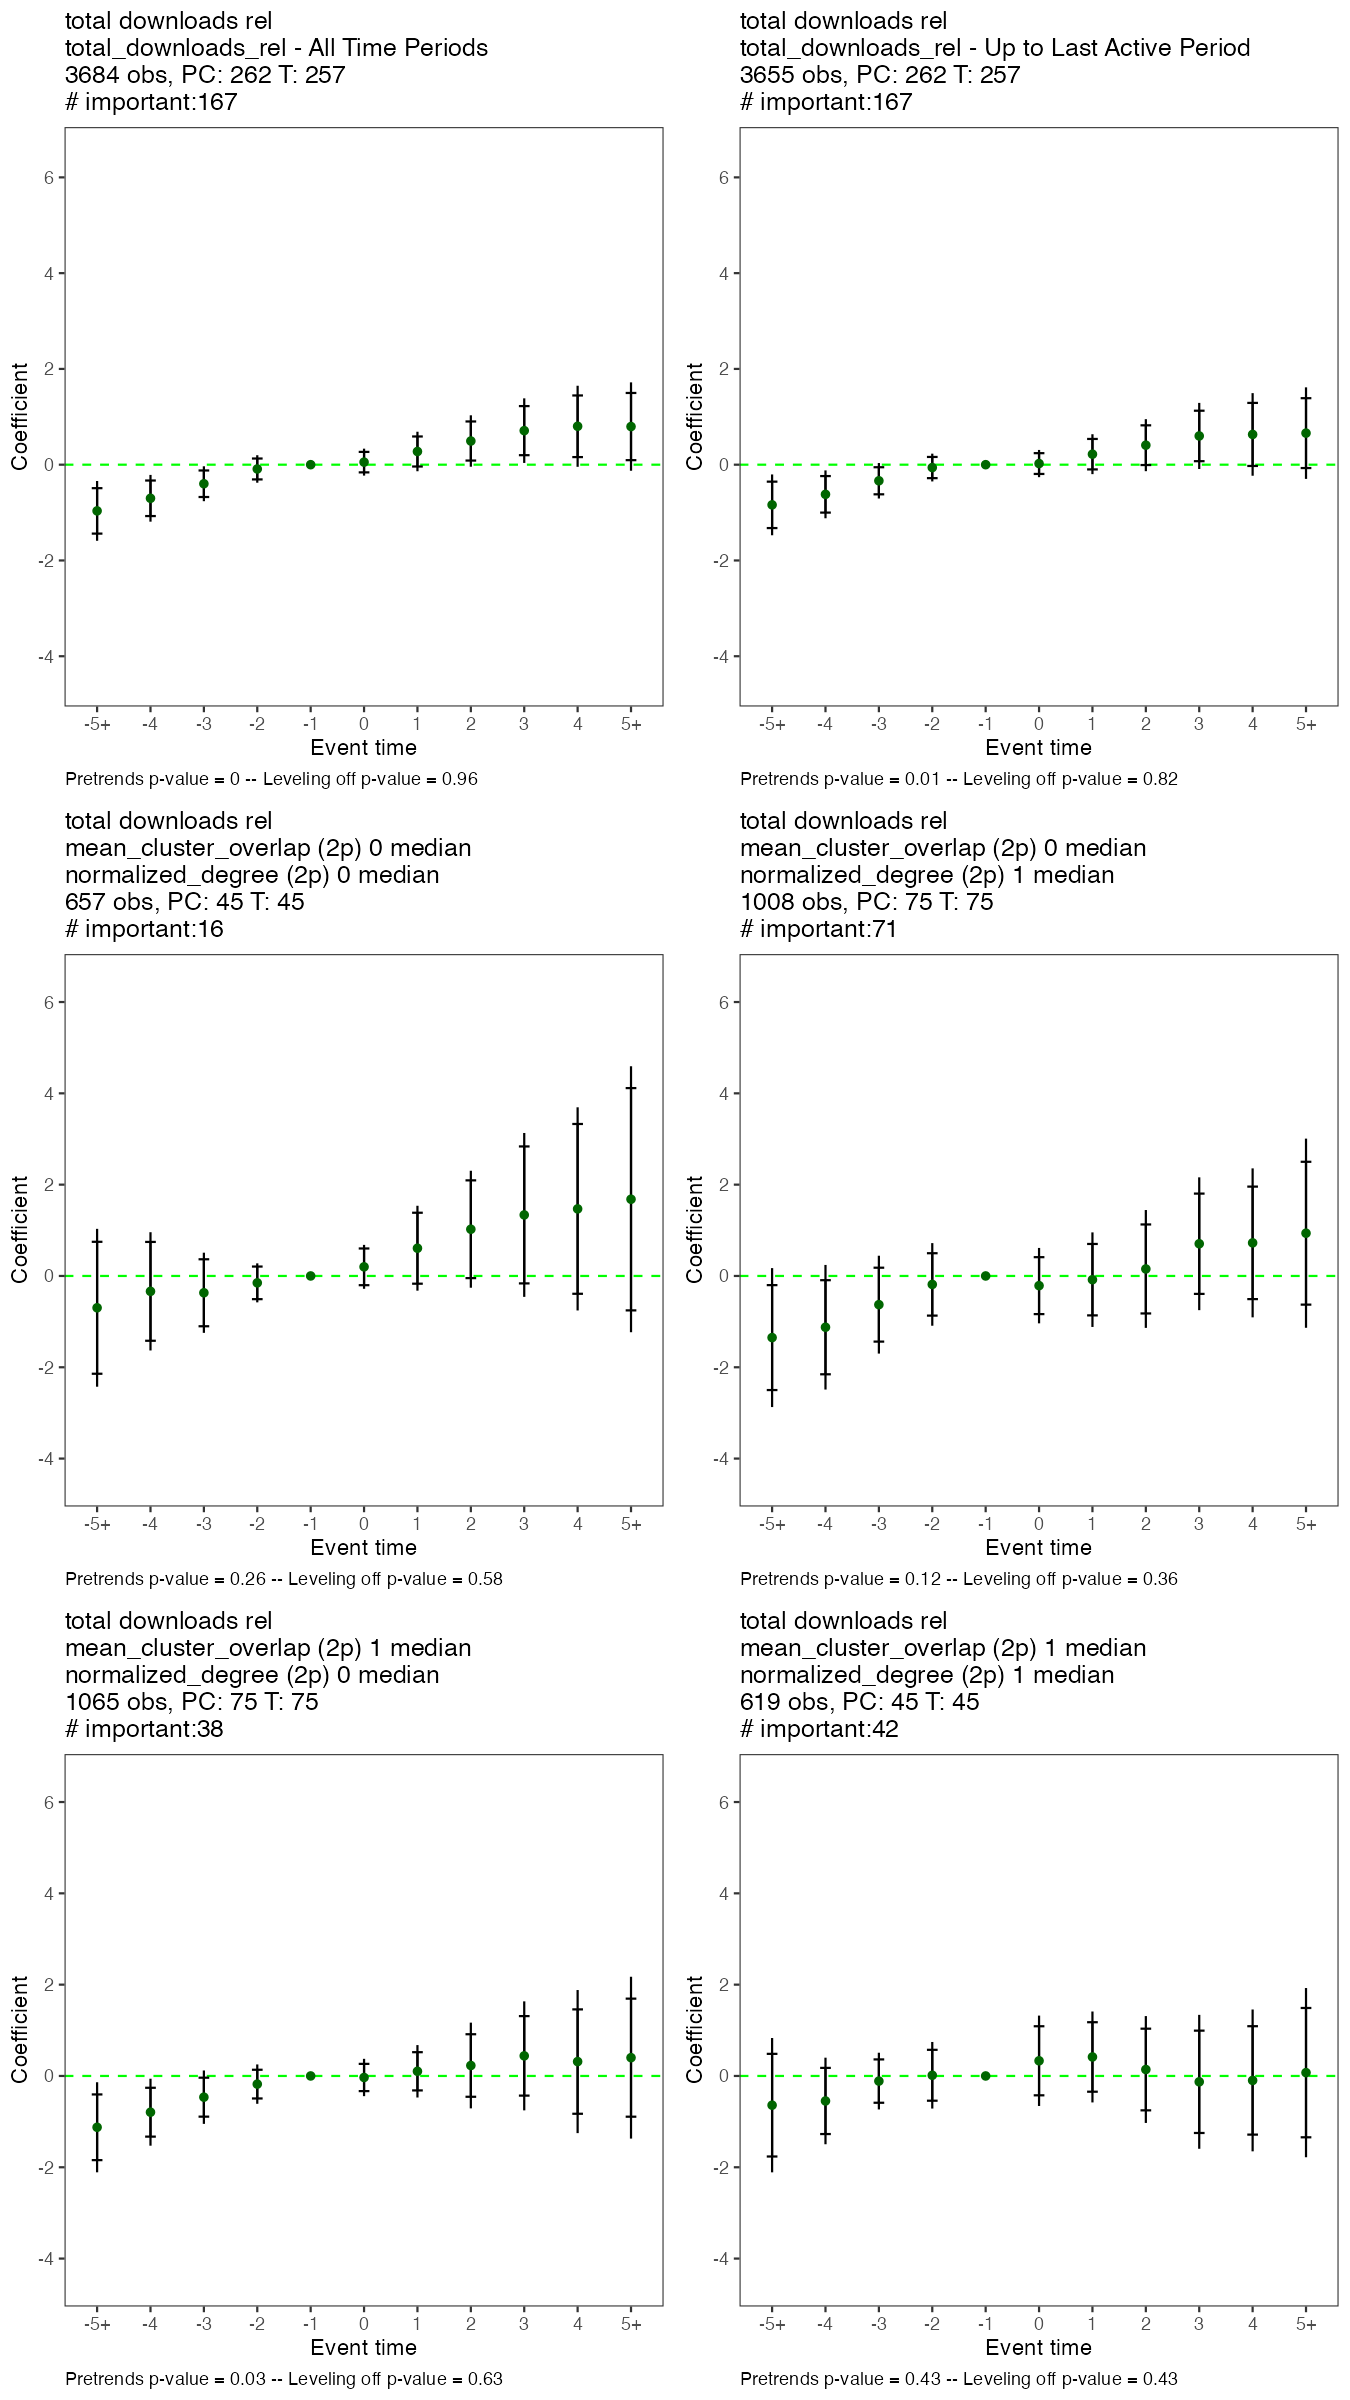 total downloads rel
total_downloads_rel - All Time Periods
3684 obs, PC: 262 T: 257
# important:167
6
4
2
0
-2
-4
Coefficient
-5+ -4 -3 -2 -1 0 1 2 3 4 5+
Event time
Pretrends p-value = 0 -- Leveling off p-value = 0.96
total downloads rel
total_downloads_rel - Up to Last Active Period
3655 obs, PC: 262 T: 257
# important:167
6
4
2
0
-2
-4
Coefficient
-5+ -4 -3 -2 -1 0 1 2 3 4 5+
Event time
Pretrends p-value = 0.01 -- Leveling off p-value = 0.82
total downloads rel
mean_cluster_overlap (2p) 0 median
normalized_degree (2p) 0 median
657 obs, PC: 45 T: 45
# important:16
6
4
2
0
-2
-4
Coefficient
-5+ -4 -3 -2 -1 0 1 2 3 4 5+
Event time
Pretrends p-value = 0.26 -- Leveling off p-value = 0.58
total downloads rel
mean_cluster_overlap (2p) 0 median
normalized_degree (2p) 1 median
1008 obs, PC: 75 T: 75
# important:71
6
4
2
0
-2
-4
Coefficient
-5+ -4 -3 -2 -1 0 1 2 3 4 5+
Event time
Pretrends p-value = 0.12 -- Leveling off p-value = 0.36
total downloads rel
mean_cluster_overlap (2p) 1 median
normalized_degree (2p) 0 median
1065 obs, PC: 75 T: 75
# important:38
6
4
2
0
-2
-4
Coefficient
-5+ -4 -3 -2 -1 0 1 2 3 4 5+
Event time
Pretrends p-value = 0.03 -- Leveling off p-value = 0.63
total downloads rel
mean_cluster_overlap (2p) 1 median
normalized_degree (2p) 1 median
619 obs, PC: 45 T: 45
# important:42
6
4
2
0
-2
-4
Coefficient
-5+ -4 -3 -2 -1 0 1 2 3 4 5+
Event time
Pretrends p-value = 0.43 -- Leveling off p-value = 0.43